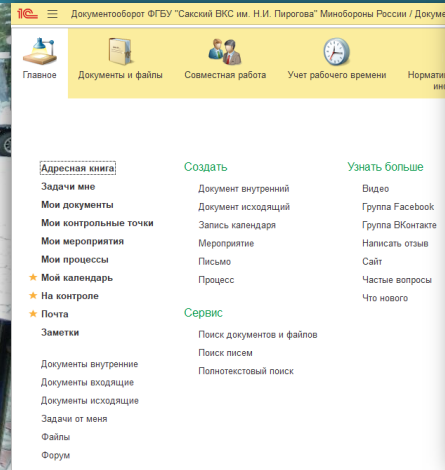 1С Документооборот ФГБУ "Сакский ВКС им. Н.И. Пирогова" Минобороны России /
Главное
Документы и файлы
Совместная работа
Учет рабочего времени
Адресная книга
Задачи мне
Мои документы
Мои контрольные точки
Мои мероприятия
Мои процессы
Мой календарь
На контроле
Почта
Заметки
Документы внутренние
Документы входящие
Документы исходящие
Задачи от меня
Файлы
Форум
Создать
Документ внутренний
Документ исходящий
Запись календаря
Мероприятие
Письмо
Процесс
Сервис
Поиск документов и файлов
Поиск писем
Полнотекстовый поиск
Узнать больше
Видео
Группа Facebook
Группа ВКонтакте
Написать отзыв
Сайт
Частые вопросы
Что нового